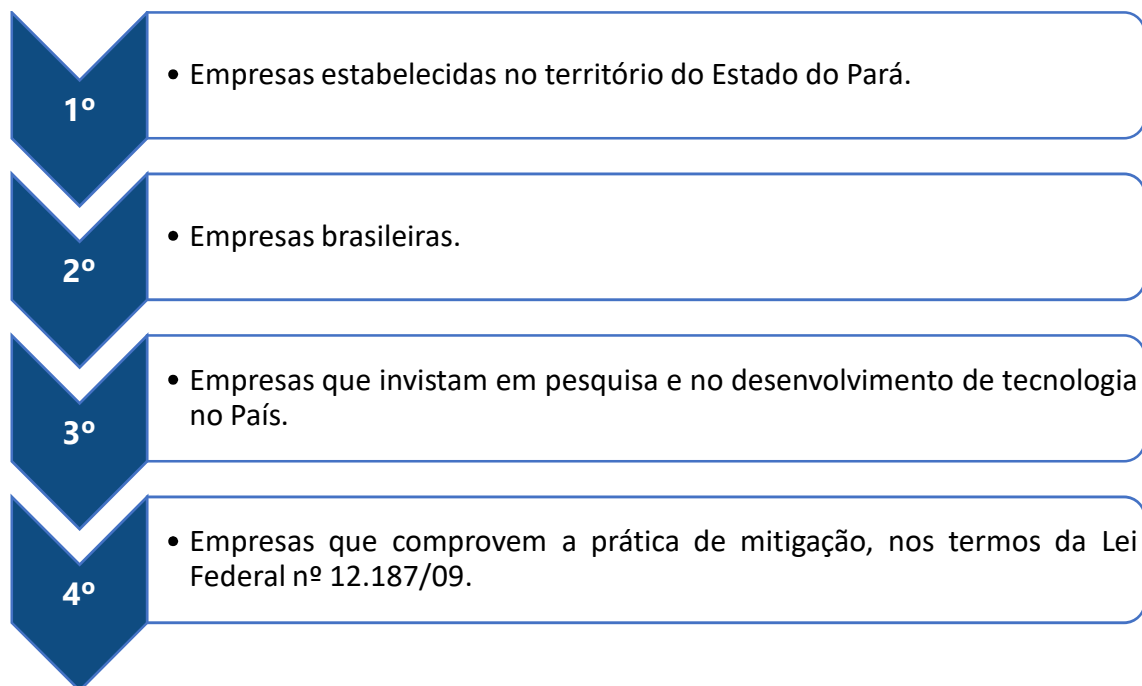 1º
• Empresas estabelecidas no território do Estado do Pará.
2º
• Empresas brasileiras.
3º
• Empresas que invistam em pesquisa e no desenvolvimento de tecnologia
no País.
4º
• Empresas que comprovem a prática de mitigação, nos termos da Lei
Federal nº 12.187/09.